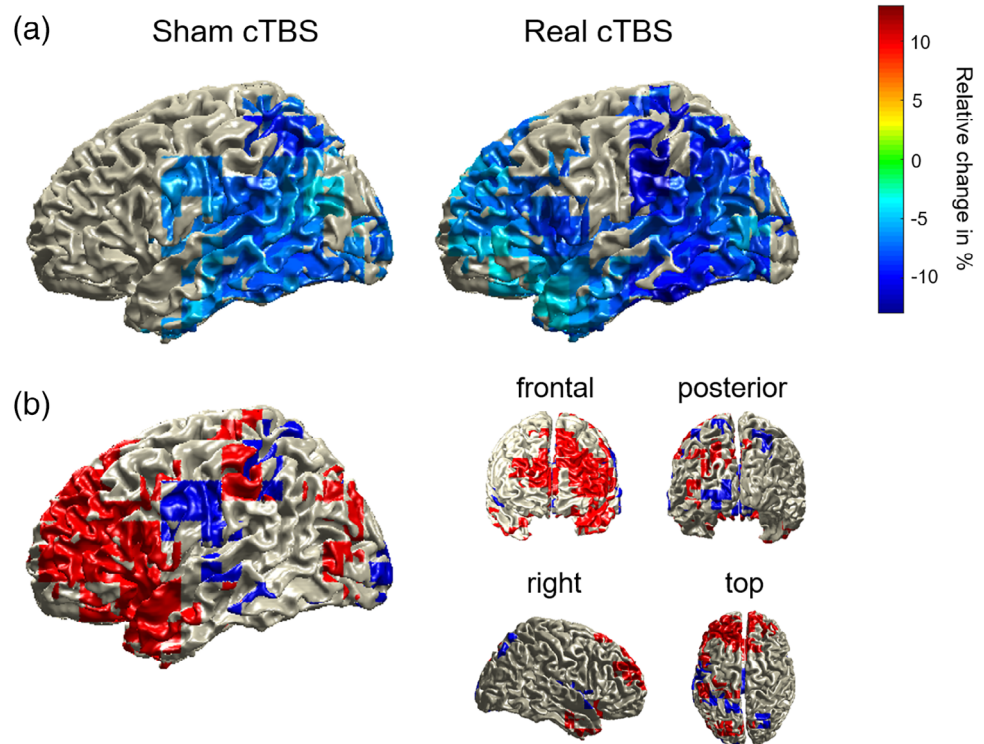 (a)
Sham cTBS
Real cTBS
10
5
0
-5
-10
Relative change in %
(b)
frontal
posterior
right
top